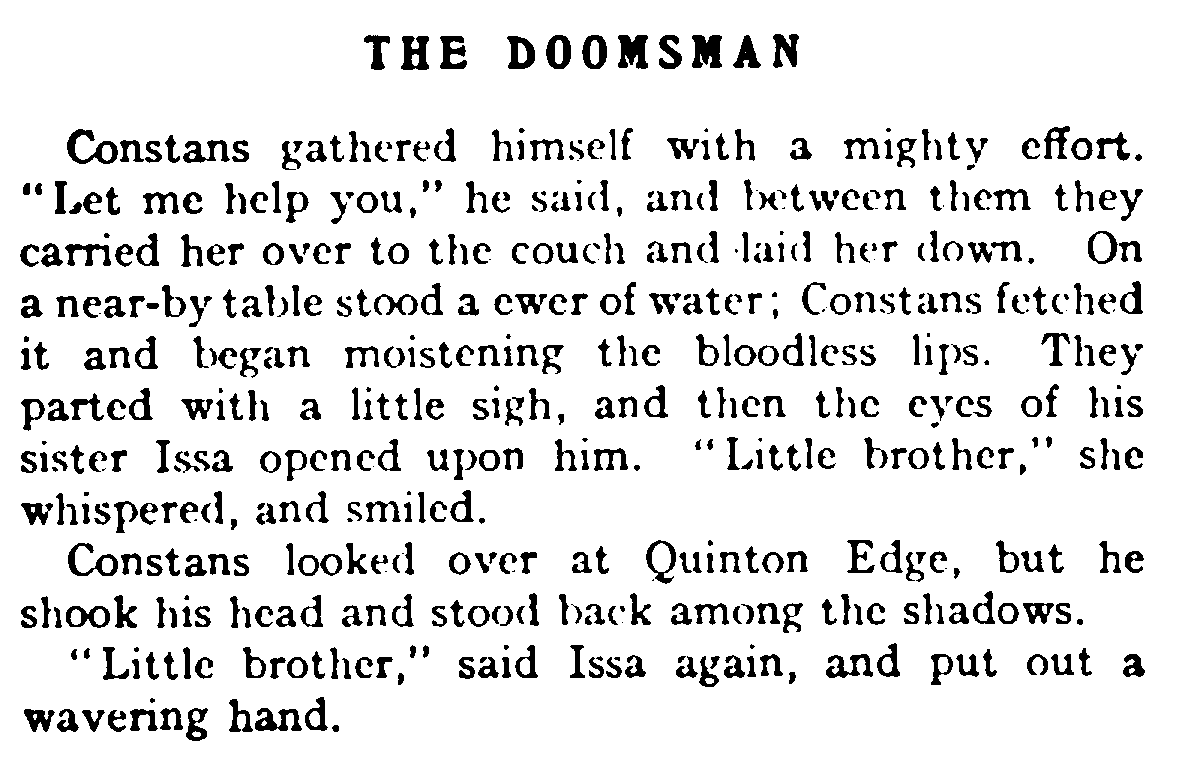 THE DOOMSMAN
Constans gathered himself with a mighty effort.
"Let me help you," he said, and between them they
carried her over to the couch and laid her down. On
a near-by table stood a ewer of water; Constans fetched
it and began moistening the bloodless lips. They
parted with a little sigh, and then the eyes of his
sister Issa opened upon him. "Little brother," she
whispered, and smiled.
Constans looked over at Quinton Edge, but he
shook his head and stood back among the shadows.
"Little brother," said Issa again, and put out a
wavering hand.